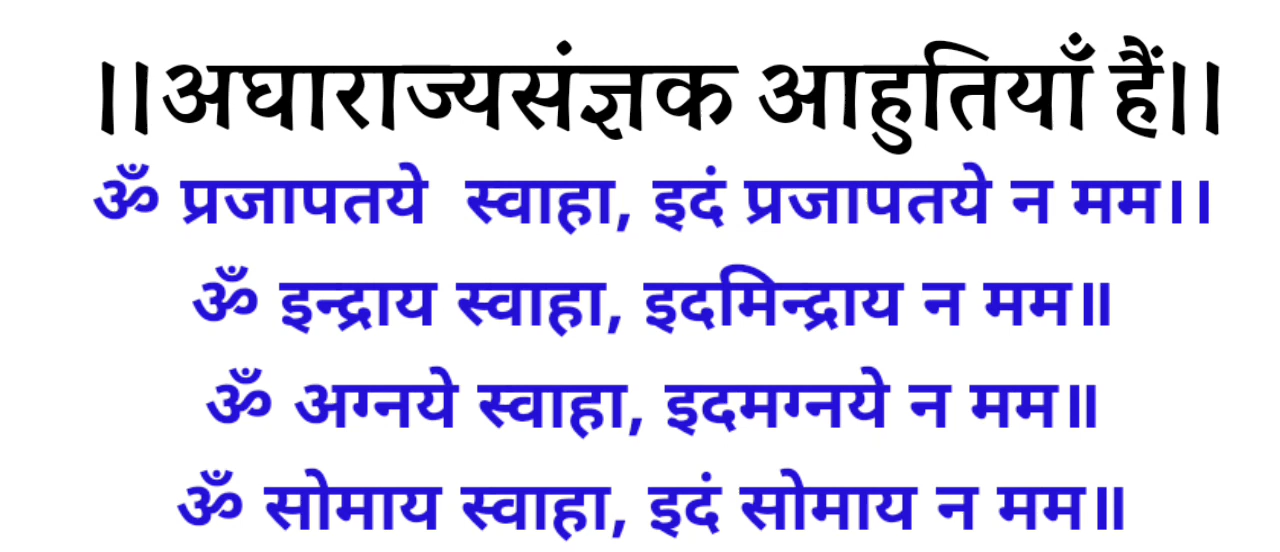 ।।अघाराज्यसंज्ञक आहुतियाँ हैं।।
ॐ प्रजापतये स्वाहा, इदं प्रजापतये न मम।।
ॐ इन्द्राय स्वाहा, इदमिन्द्राय न मम॥
ॐ अग्नये स्वाहा, इदमग्नये न मम॥
ॐ सोमाय स्वाहा, इदं सोमाय न मम॥